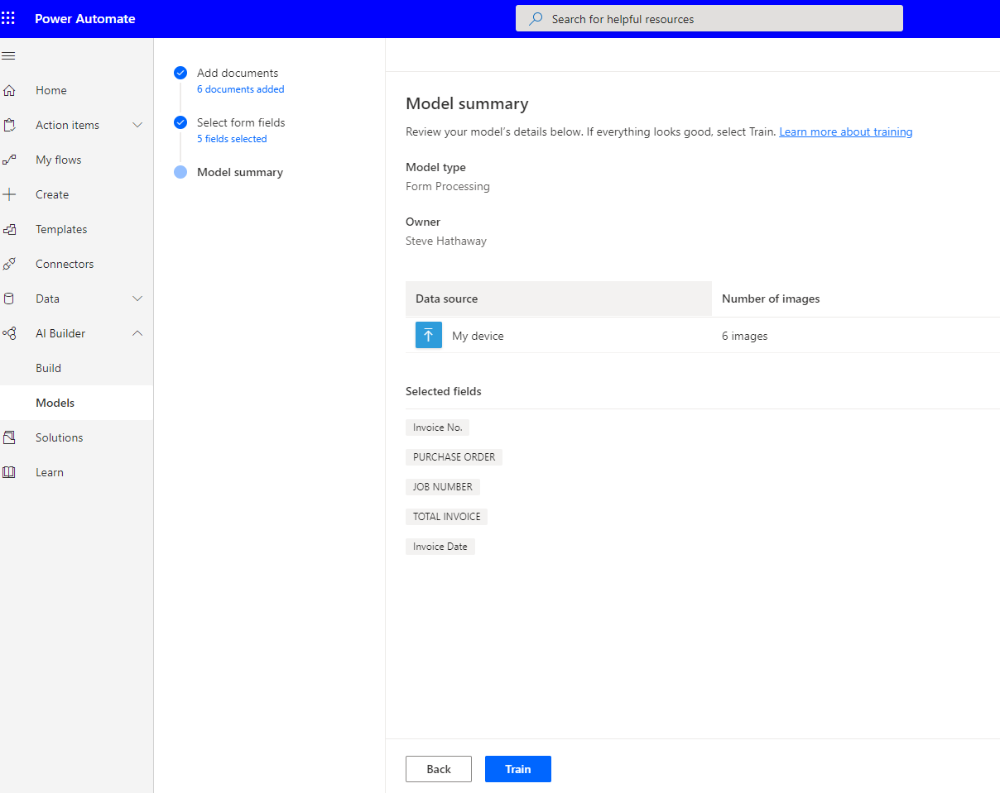 Power Automate
Search for helpful resources
Home
Action items
My flows
Create
Templates
Connectors
Data
AI Builder
Build
Models
Solutions
Learn
Add documents
6 documents added
Select form fields
5 fields selected
Model summary
Model summary
Review your model's details below. If everything looks good, select Train. Learn more about training
Model type
Form Processing
Owner
Steve Hathaway
Data source Number of images
My device 6 images
Selected fields
Invoice No.
PURCHASE ORDER
JOB NUMBER
TOTAL INVOICE
Invoice Date
Back Train